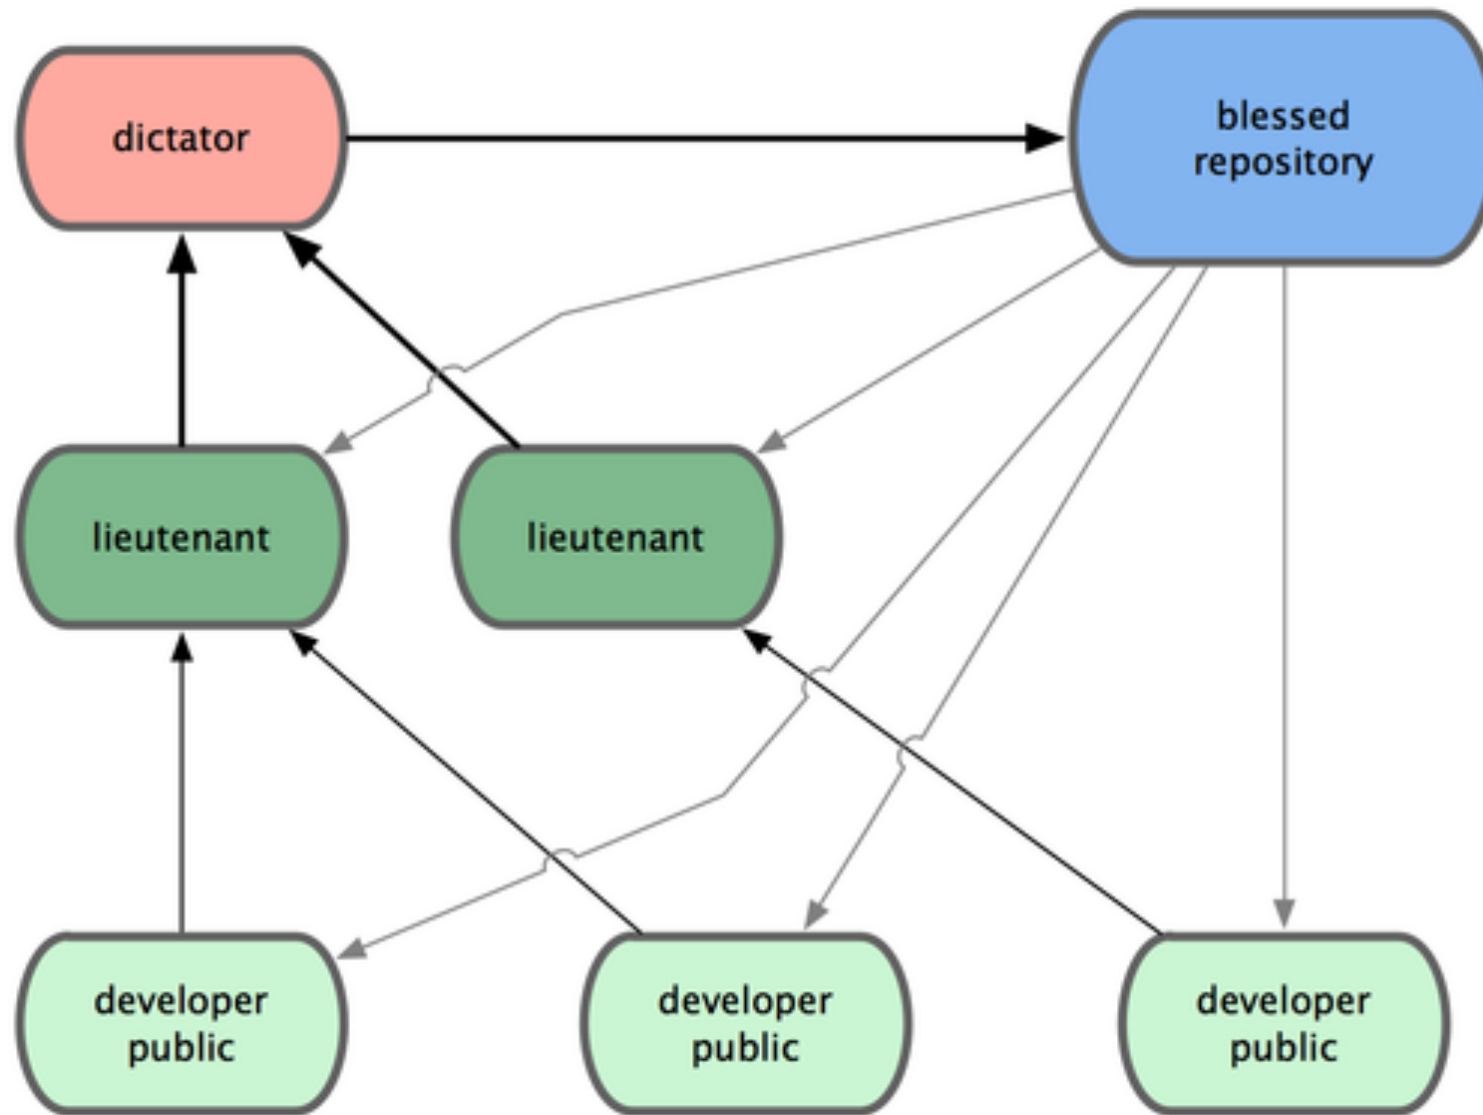 dictator
blessed
repository
lieutenant
lieutenant
developer
public
developer
public
developer
public